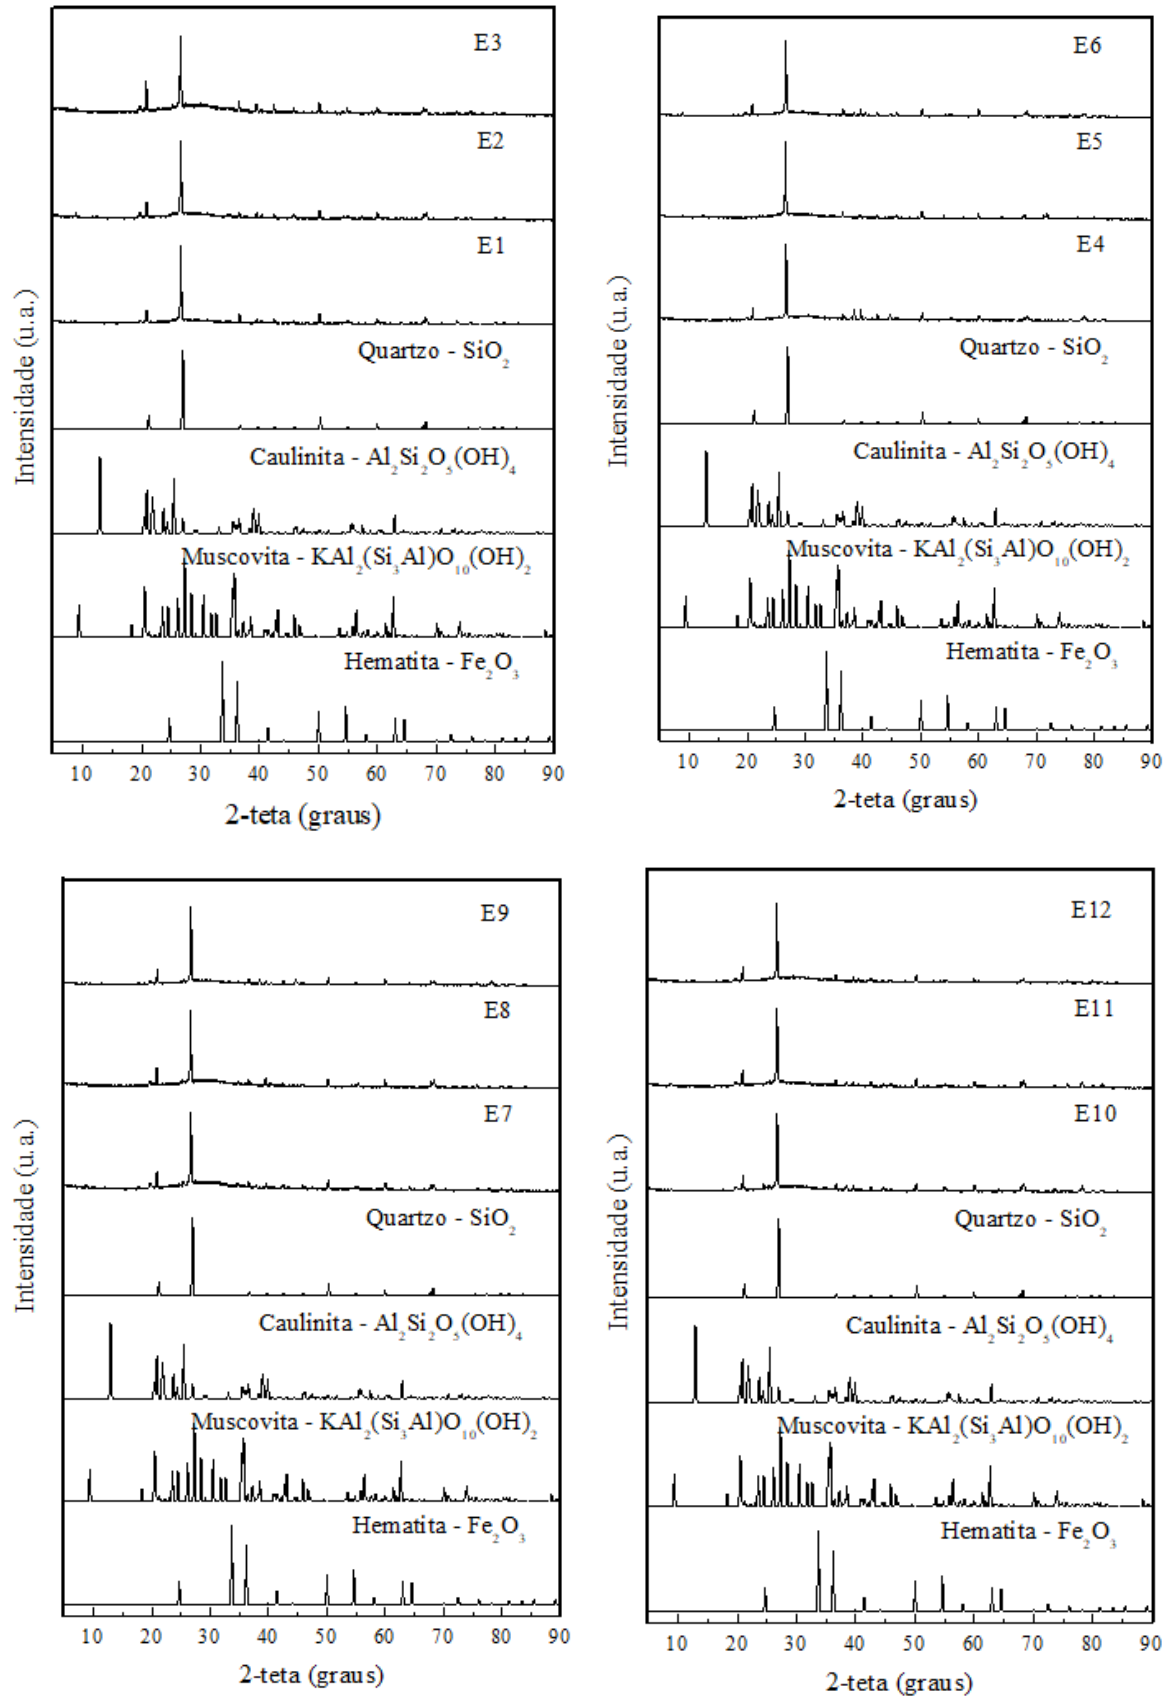 E3
E2
E1
Quartzo - SiO₂
Caulinita - Al₂Si₂O₅(OH)₄
Muscovita - KAl₂(Si₃Al)O₁₀(OH)₂
Hematita - Fe₂O₃
Intensidade (u.a.)
10 20 30 40 50 60 70 80 90
2-teta (graus)
E6
E5
E4
Quartzo - SiO₂
Caulinita - Al₂Si₂O₅(OH)₄
Muscovita - KAl₂(Si₃Al)O₁₀(OH)₂
Hematita - Fe₂O₃
Intensidade (u.a.)
10 20 30 40 50 60 70 80 90
2-teta (graus)
E9
E8
E7
Quartzo - SiO₂
Caulinita - Al₂Si₂O₅(OH)₄
Muscovita - KAl₂(Si₃Al)O₁₀(OH)₂
Hematita - Fe₂O₃
Intensidade (u.a.)
10 20 30 40 50 60 70 80 90
2-teta (graus)
E12
E11
E10
Quartzo - SiO₂
Caulinita - Al₂Si₂O₅(OH)₄
Muscovita - KAl₂(Si₃Al)O₁₀(OH)₂
Hematita - Fe₂O₃
Intensidade (u.a.)
10 20 30 40 50 60 70 80 90
2-teta (graus)